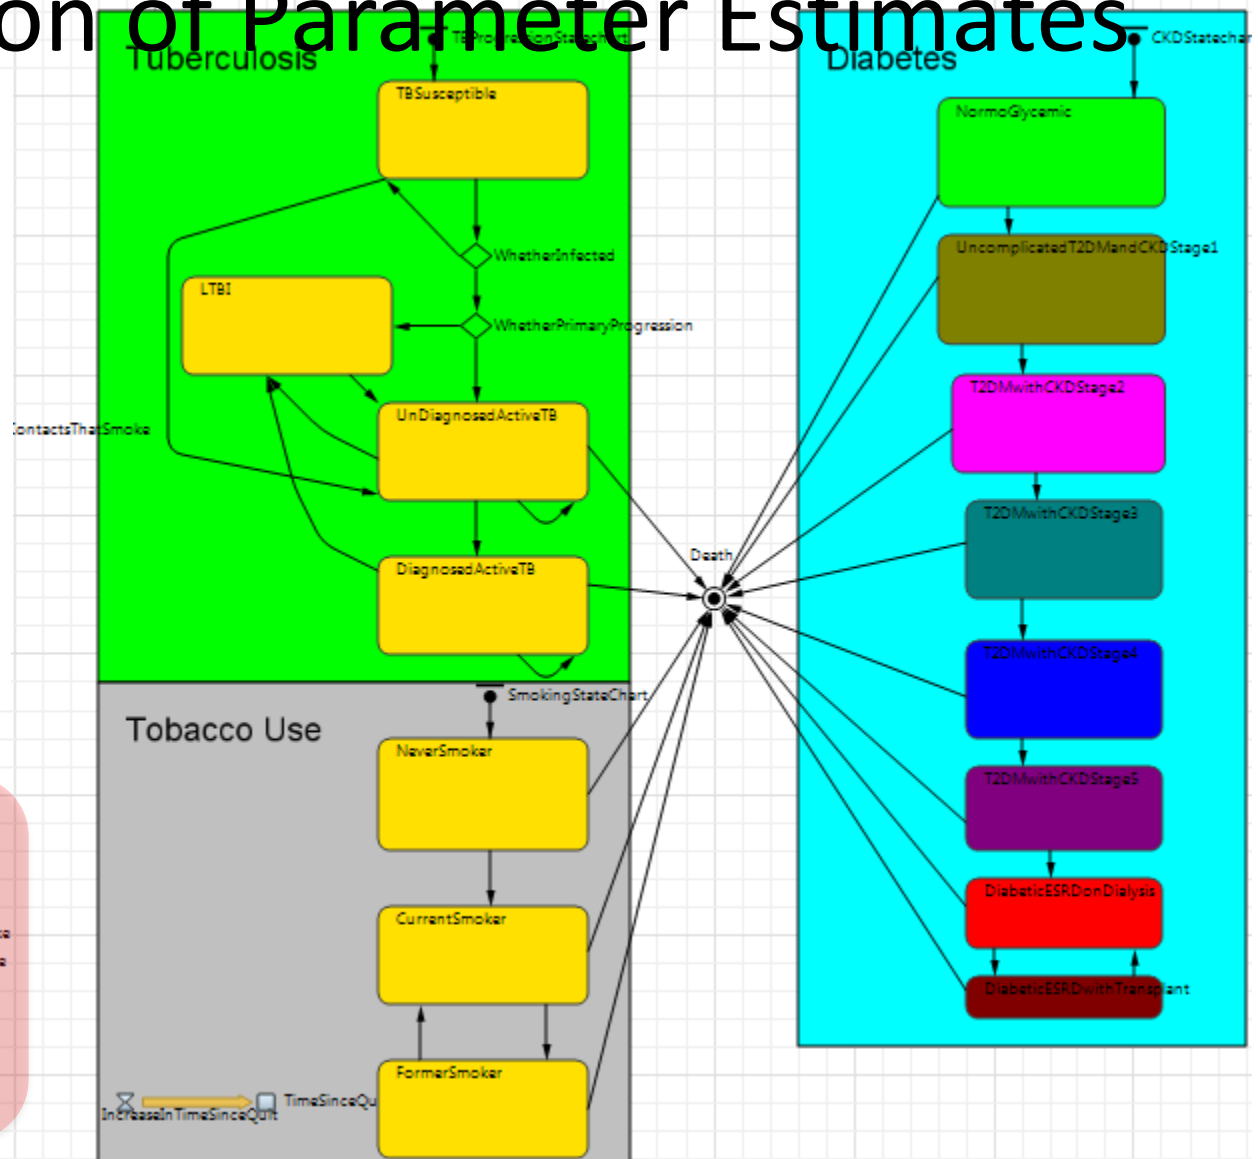 on of Parameter Estimates
Tuberculosis
TBProgressionStatechart
TBSusceptible
WhetherInfected
LTBI
WhetherPrimaryProgression
UnDiagnosedActiveTB
ContactsThatSmoke
DiagnosedActiveTB
Death
Tobacco Use
SmokingStateChart
NeverSmoker
CurrentSmoker
FormerSmoker
TimeSinceQu
IncreaseInTimeSinceQuit
Diabetes
CKDStatechar
NormoGlycemic
UncomplicatedT2DMandCKDStage1
T2DMwithCKDStage2
T2DMwithCKDStage3
T2DMwithCKDStage4
T2DMwithCKDStage5
DiabeticESRDonDialysis
DiabeticESRDwithTransplant